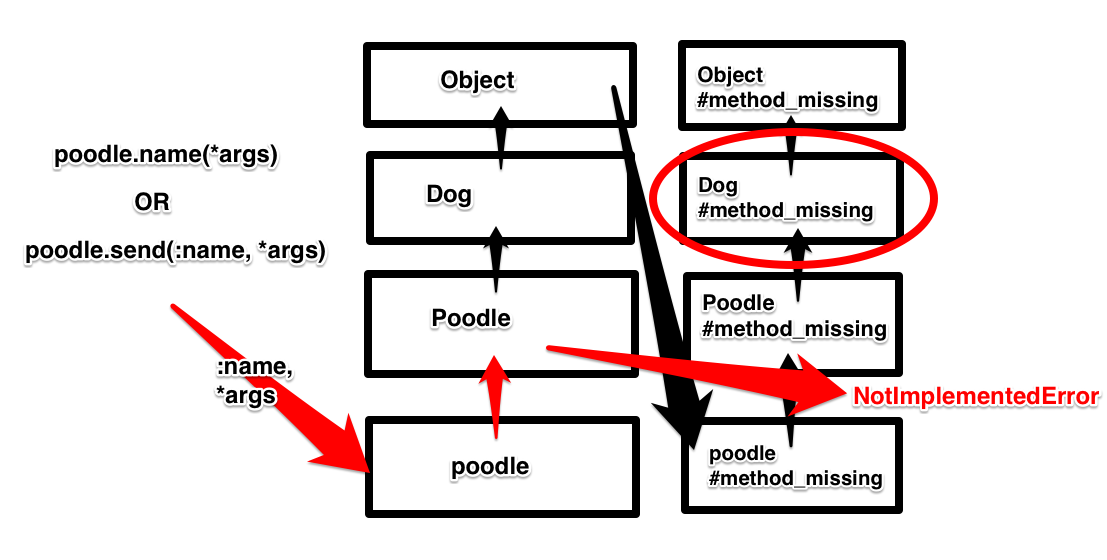 poodle.name(*args)
OR
poodle.send(:name, *args)
:name,
*args
Object
Dog
Poodle
poodle
Object
#method_missing
Dog
#method_missing
Poodle
#method_missing
poodle
#method_missing
NotImplementedError